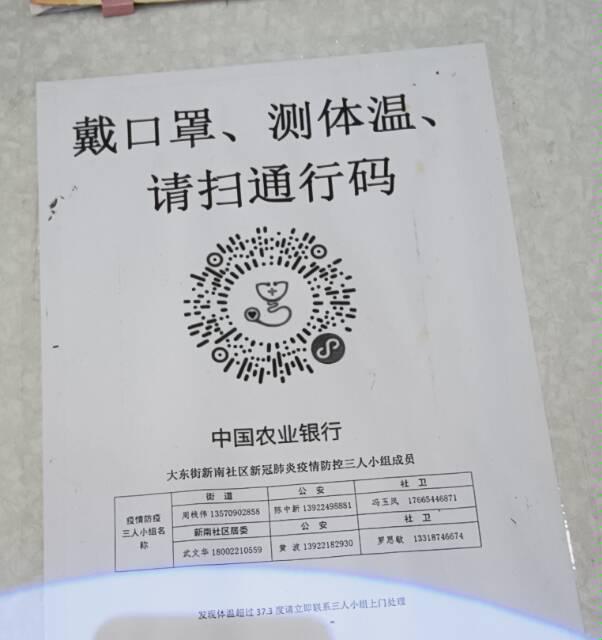 戴口罩、测体温、
请扫通行码
中国农业银行
大东街新南社区新冠肺炎疫情防控三人小组成员
疫情防疫三人小组名称
街道 公安 社卫
周桃伟 13570902858 陈中新 13922498881 冯玉凤 17665446871
新南社区居委 公安 社卫
武文华 18002210559 黄波 13922182930 罗思敏 13318746674
发现体温超过 37.3 度请立即联系三人小组上门处理